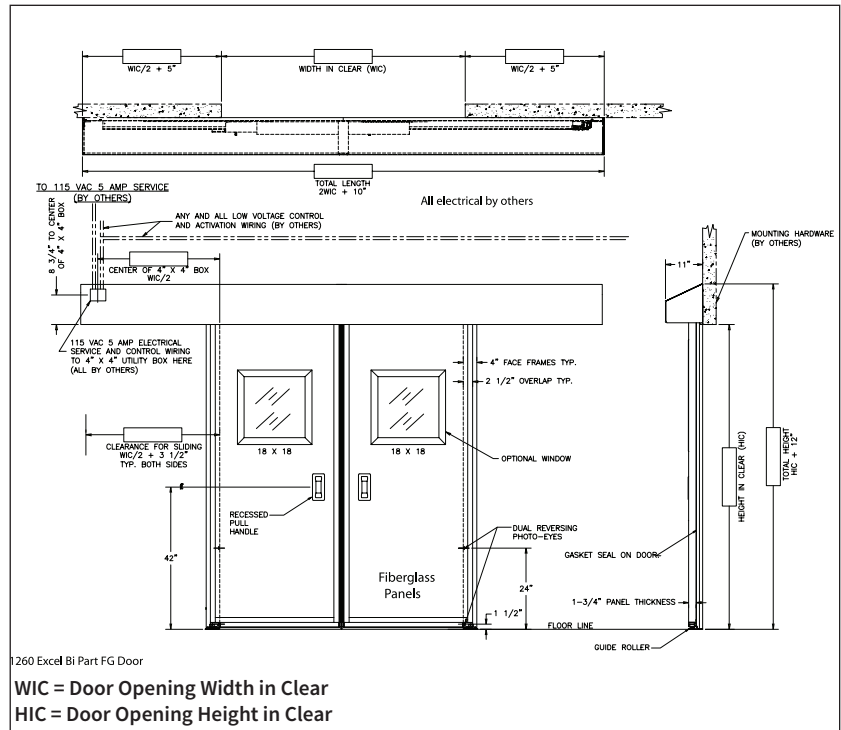 WIC/2 + 5"
WIDTH IN CLEAR (WIC)
WIC/2 + 5"
TOTAL LENGTH
2WIC + 10"
All electrical by others
TO 115 VAC 5 AMP SERVICE
(BY OTHERS)
8 3/4" TO CENTER
OF 4" X 4" BOX
ANY AND ALL LOW VOLTAGE CONTROL
AND ACTIVATION WIRING (BY OTHERS)
CENTER OF 4" X 4" BOX
WIC/2
MOUNTING HARDWARE
(BY OTHERS)
11"
115 VAC 5 AMP ELECTRICAL
SERVICE AND CONTROL WIRING
TO 4" X 4" UTILITY BOX HERE
(ALL BY OTHERS)
4" FACE FRAMES TYP.
2 1/2" OVERLAP TYP.
CLEARANCE FOR SLIDING
WIC/2 + 3 1/2"
TYP. BOTH SIDES
18 X 18
18 X 18
OPTIONAL WINDOW
HEIGHT IN CLEAR (HIC)
TOTAL HEIGHT
HIC + 12"
RECESSED
PULL
HANDLE
42"
DUAL REVERSING
PHOTO-EYES
GASKET SEAL ON DOOR
Fiberglass
Panels
24"
1 1/2"
1-3/4" PANEL THICKNESS
FLOOR LINE
GUIDE ROLLER
1260 Excel Bi Part FG Door
WIC = Door Opening Width in Clear
HIC = Door Opening Height in Clear